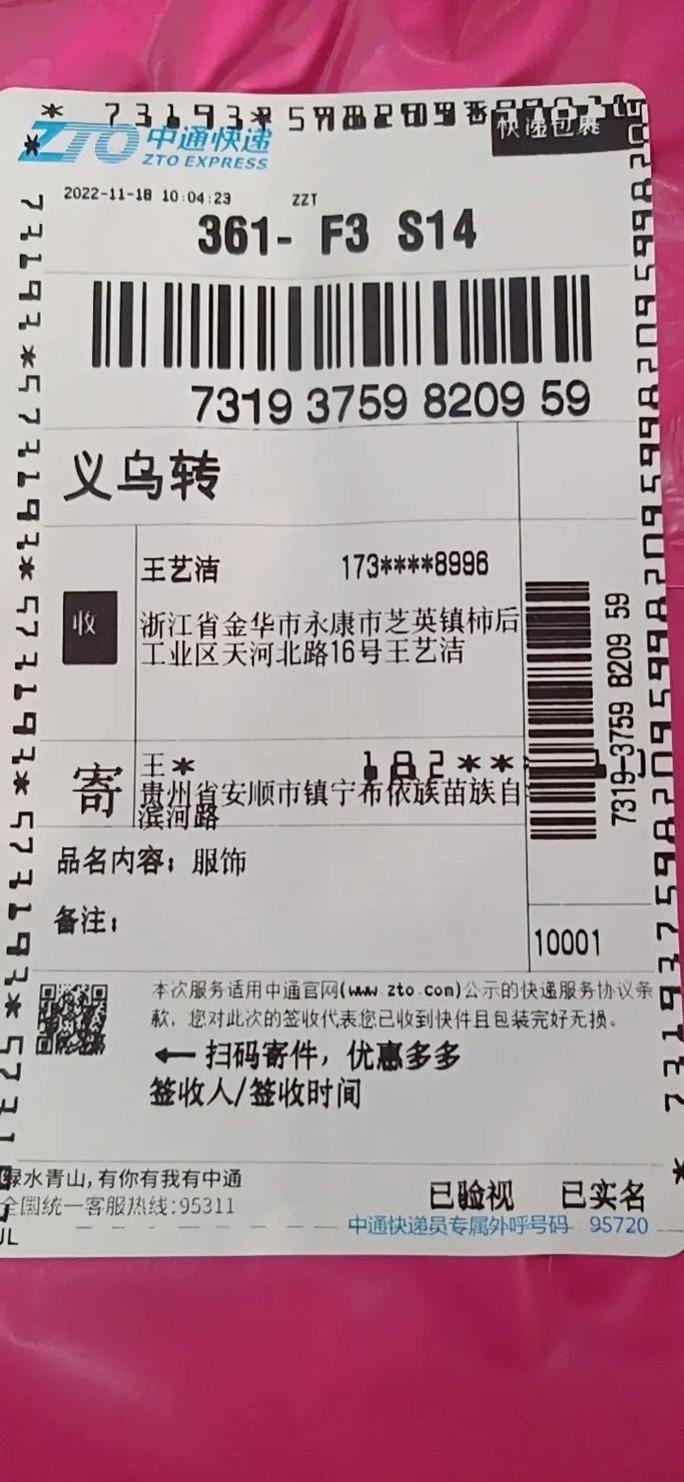 ZTO中通快递
ZTO EXPRESS
快递包裹
2022-11-18 10:04:23 ZZT
361- F3 S14
7319 3759 8209 59
义乌转
收
王艺洁 173****8996
浙江省金华市永康市芝英镇柿后
工业区天河北路16号王艺洁
寄
王* 182**
贵州省安顺市镇宁布依族苗族自
滨河路
7319-3759 8209 59
品名内容：服饰
备注：
10001
本次服务适用中通官网(www.zto.com)公示的快递服务协议条
款，您对此次的签收代表您已收到快件且包装完好无损。
←扫码寄件，优惠多多
签收人/签收时间
绿水青山,有你有我有中通
全国统一客服热线:95311
已验视 已实名
中通快递员专属外呼号码 95720